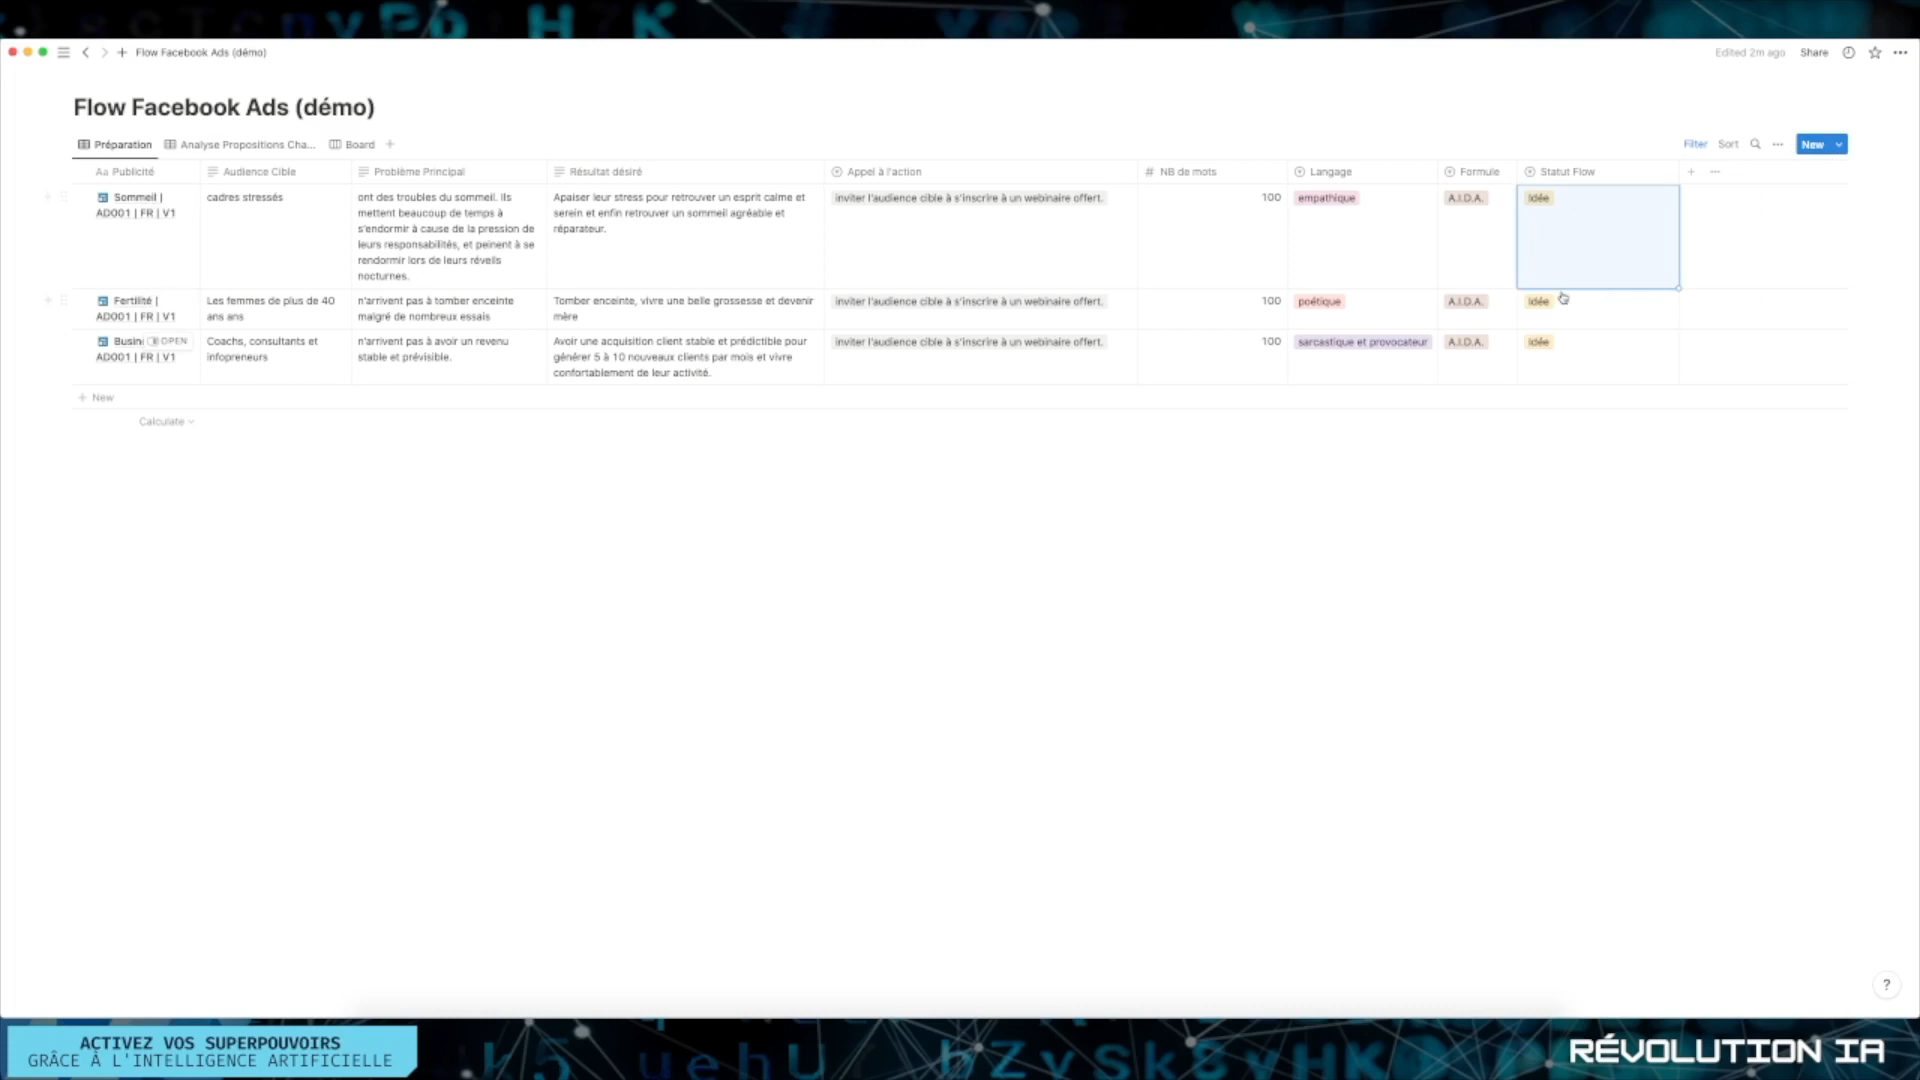 Flow Facebook Ads (démo)
Edited 2m ago
Share
Flow Facebook Ads (démo)
Préparation
Analyse Propositions Cha...
Board
Filter
Sort
New
Aa Publicité
Audience Cible
Problème Principal
Résultat désiré
Appel à l'action
# NB de mots
Langage
Formule
Statut Flow
Sommeil |
AD001 | FR | V1
cadres stressés
ont des troubles du sommeil. Ils
mettent beaucoup de temps à
s'endormir à cause de la pression de
leurs responsabilités, et peinent à se
rendormir lors de leurs réveils
nocturnes.
Apaiser leur stress pour retrouver un esprit calme et
serein et enfin retrouver un sommeil agréable et
réparateur.
inviter l'audience cible à s'inscrire à un webinaire offert.
100
empathique
A.I.D.A.
Idée
Fertilité |
AD001 | FR | V1
Les femmes de plus de 40
ans ans
n'arrivent pas à tomber enceinte
malgré de nombreux essais
Tomber enceinte, vivre une belle grossesse et devenir
mère
inviter l'audience cible à s'inscrire à un webinaire offert.
100
poétique
A.I.D.A.
Idée
Busin OPEN
AD001 | FR | V1
Coachs, consultants et
infopreneurs
n'arrivent pas à avoir un revenu
stable et prévisible.
Avoir une acquisition client stable et prédictible pour
générer 5 à 10 nouveaux clients par mois et vivre
confortablement de leur activité.
inviter l'audience cible à s'inscrire à un webinaire offert.
100
sarcastique et provocateur
A.I.D.A.
Idée
+ New
Calculate
?
ACTIVEZ VOS SUPERPOUVOIRS
GRÂCE À L'INTELLIGENCE ARTIFICIELLE
RÉVOLUTION IA